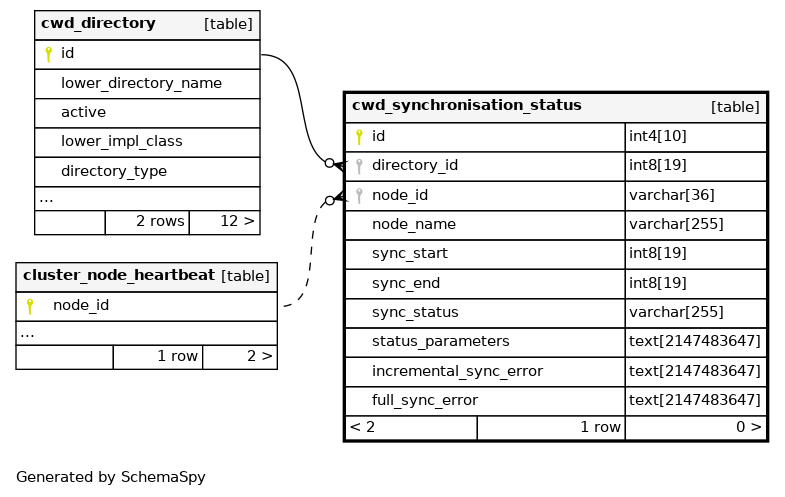 cwd_directory [table]
id
lower_directory_name
active
lower_impl_class
directory_type
...
2 rows 12 >
cluster_node_heartbeat [table]
node_id
...
1 row 2 >
cwd_synchronisation_status [table]
id int4[10]
directory_id int8[19]
node_id varchar[36]
node_name varchar[255]
sync_start int8[19]
sync_end int8[19]
sync_status varchar[255]
status_parameters text[2147483647]
incremental_sync_error text[2147483647]
full_sync_error text[2147483647]
< 2 1 row 0 >
Generated by SchemaSpy